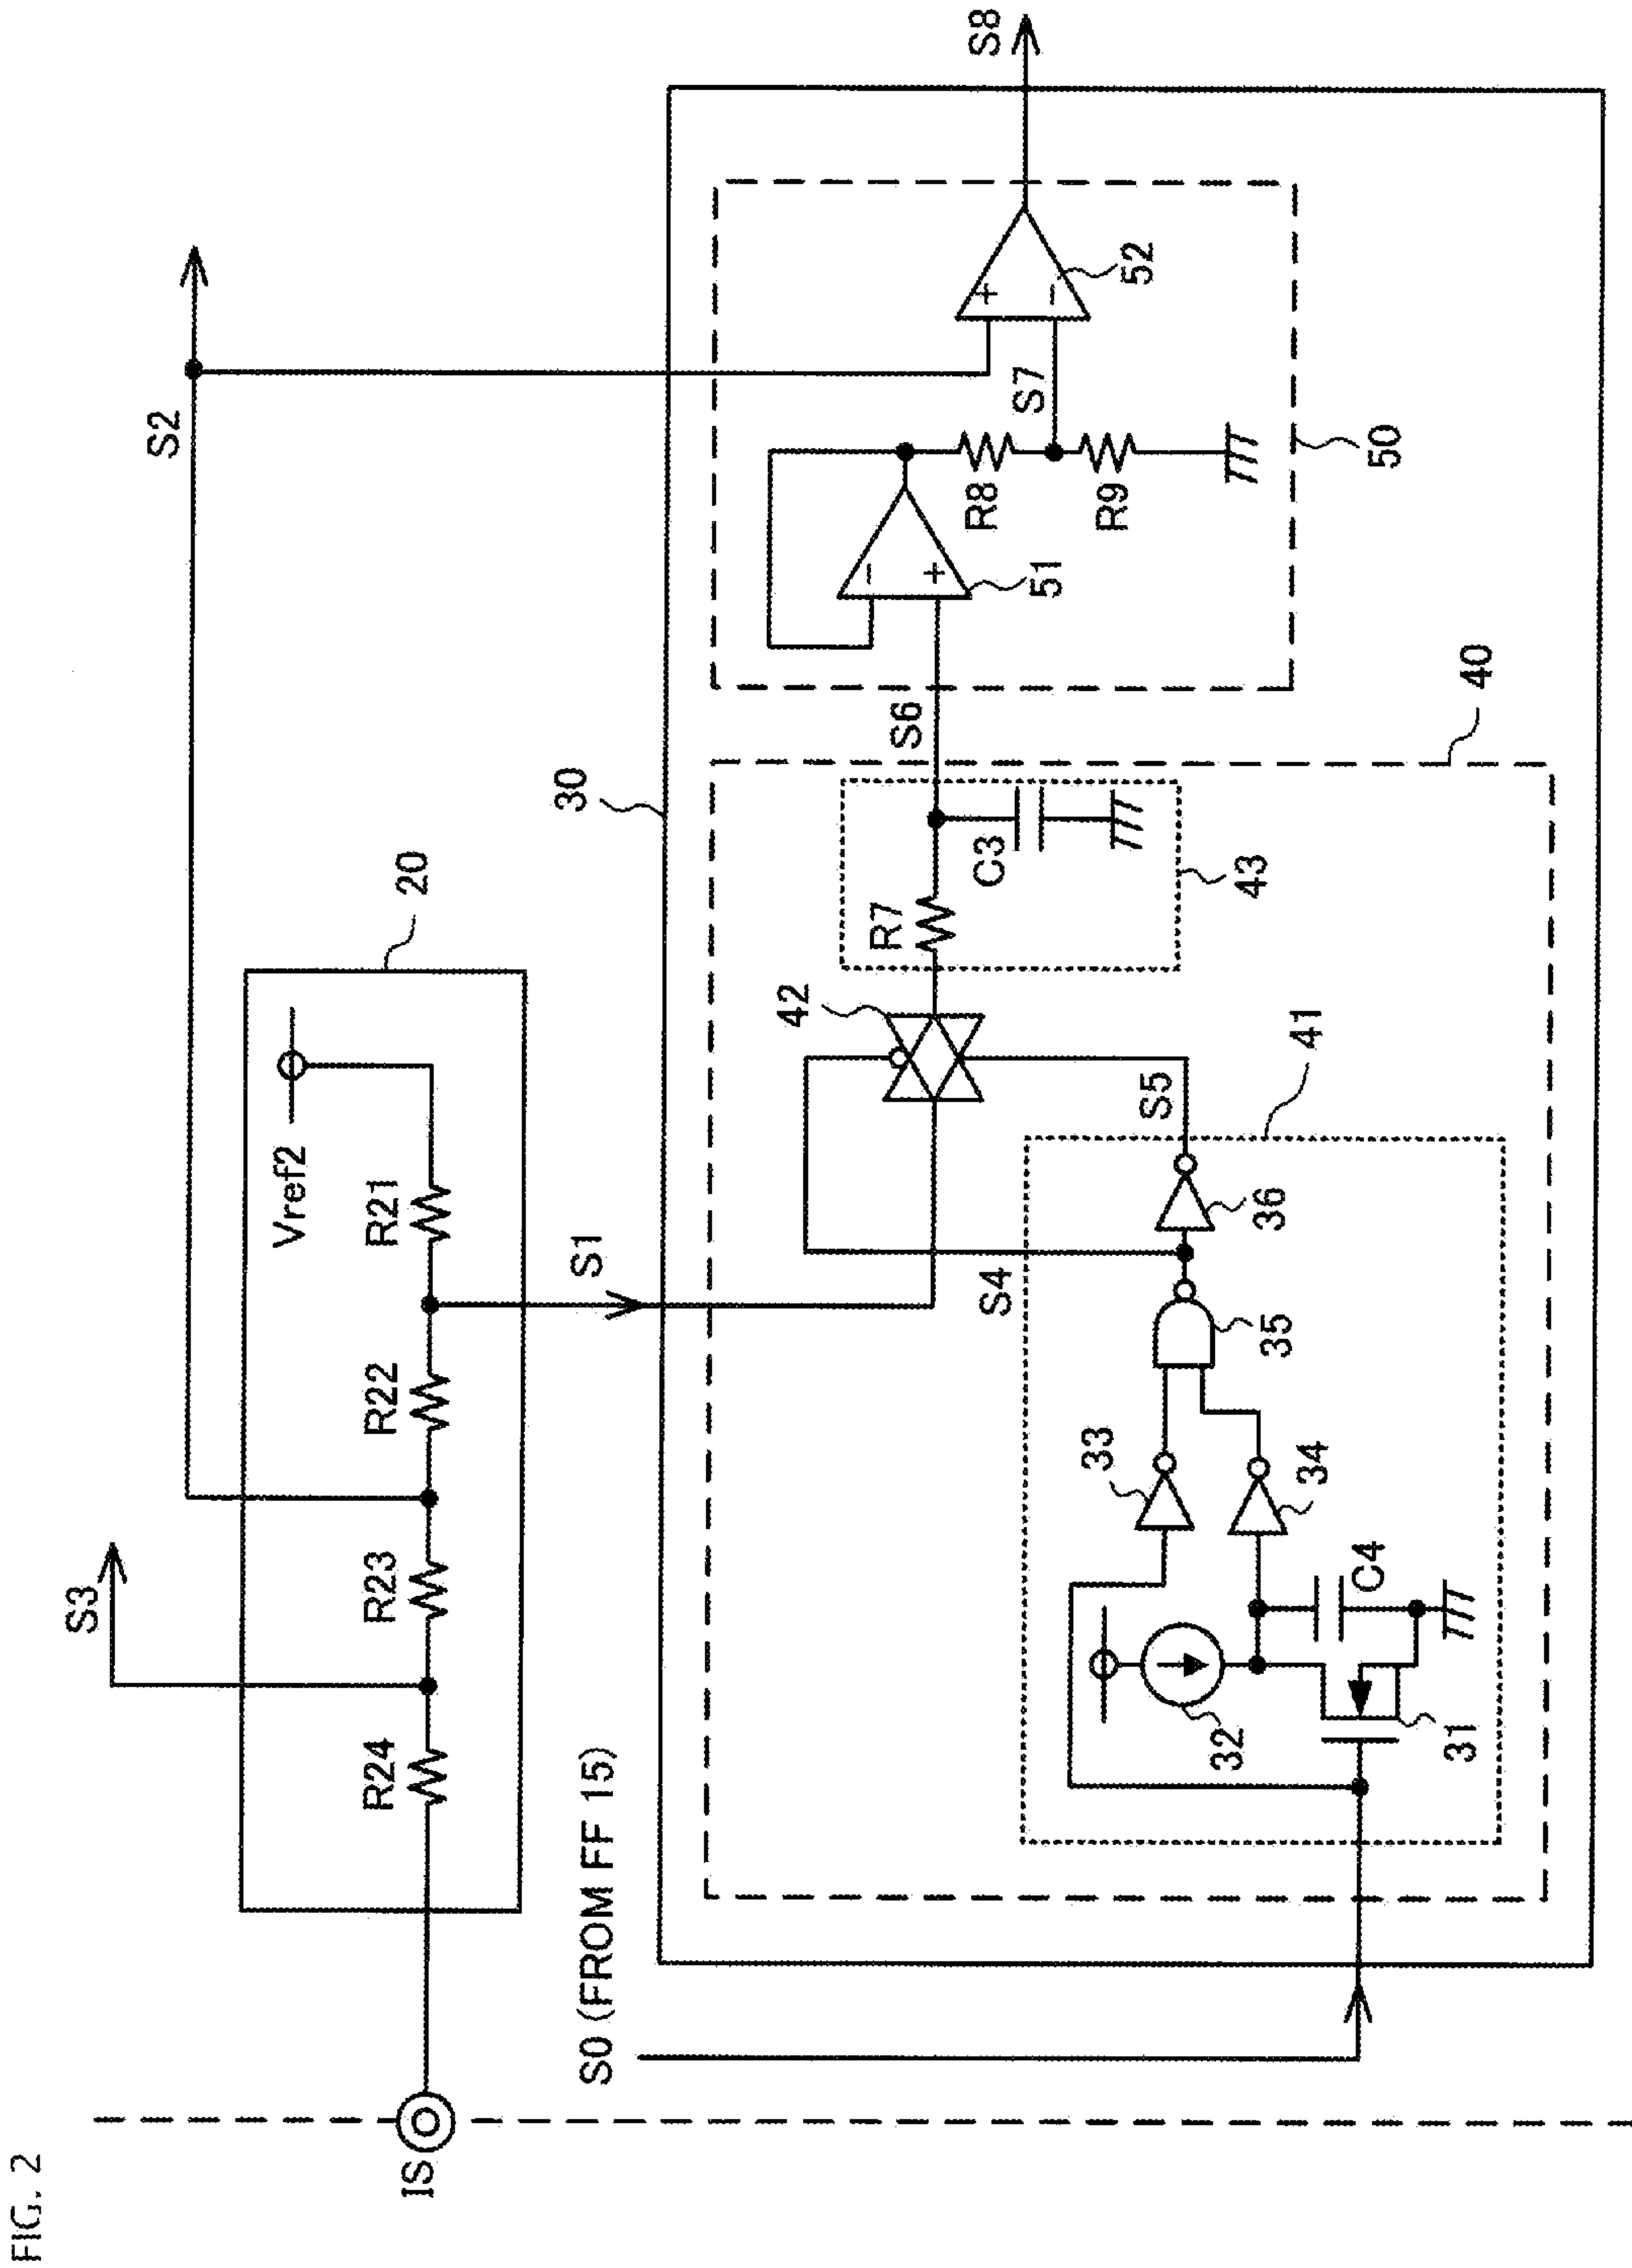 FIG. 2
IS
S3
S2
20
Vref2
R24
R23
R22
R21
S1
S0 (FROM FF 15)
30
S8
40
42
R7
C3
43
S6
41
S4
S5
33
34
35
36
32
31
C4
50
51
R8
R9
S7
52
−
+
+
−